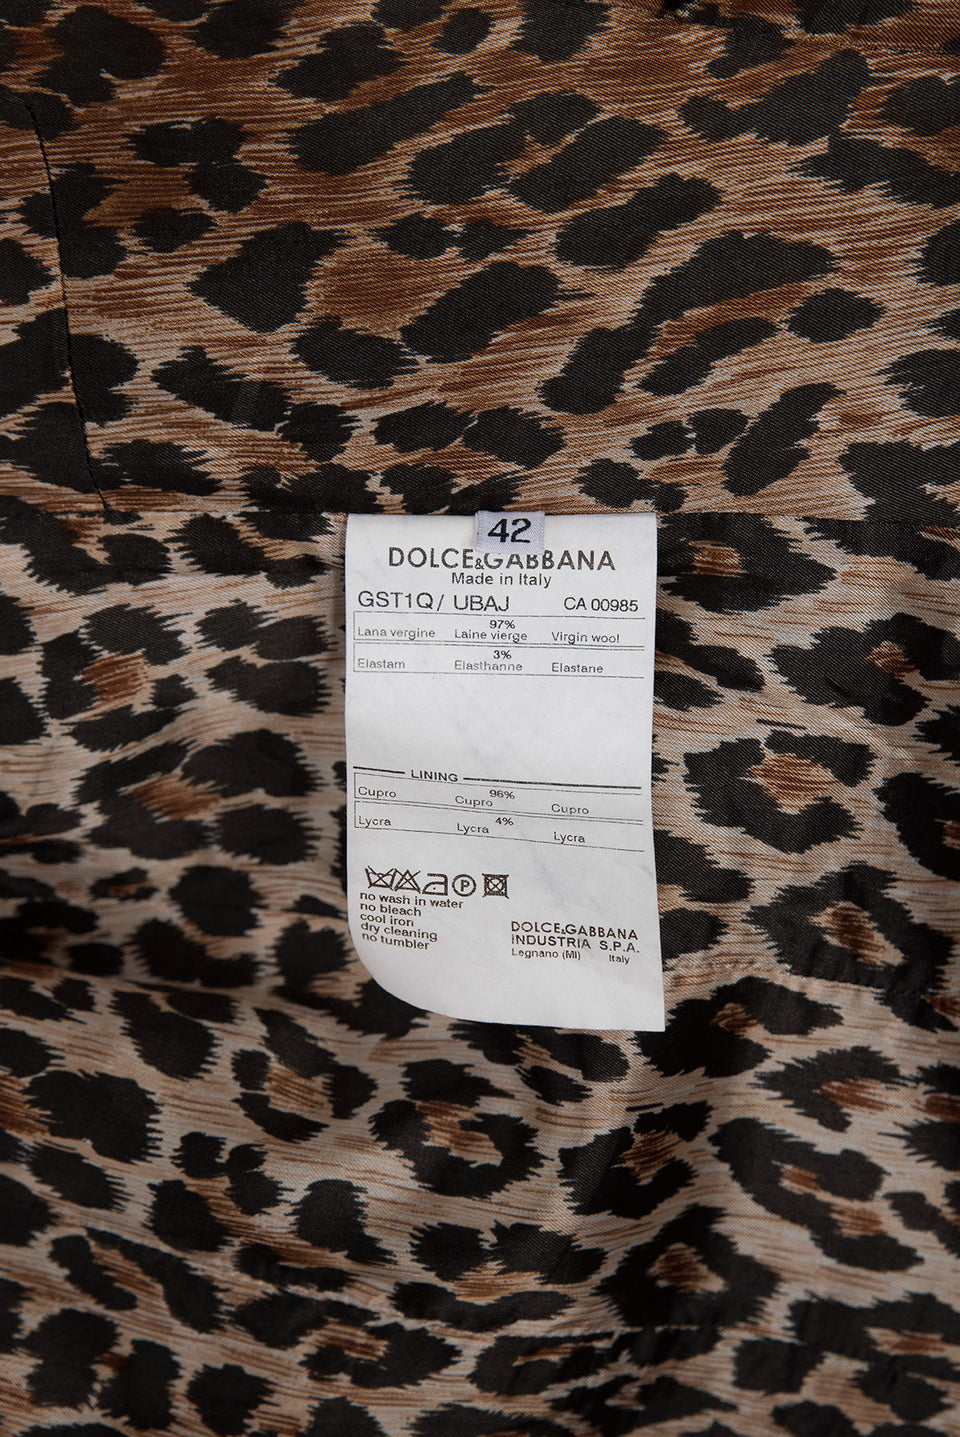 42
DOLCE&GABBANA
Made in Italy
GST1Q/ UBAJ CA 00985
97%
Lana vergine Laine vierge Virgin wool
3%
Elastam Elasthanne Elastane
LINING
96%
Cupro Cupro Cupro
4%
Lycra Lycra Lycra
P
no wash in water
no bleach
cool iron
dry cleaning
no tumbler
DOLCE&GABBANA
INDUSTRIA S.P.A.
Legnano (MI) Italy